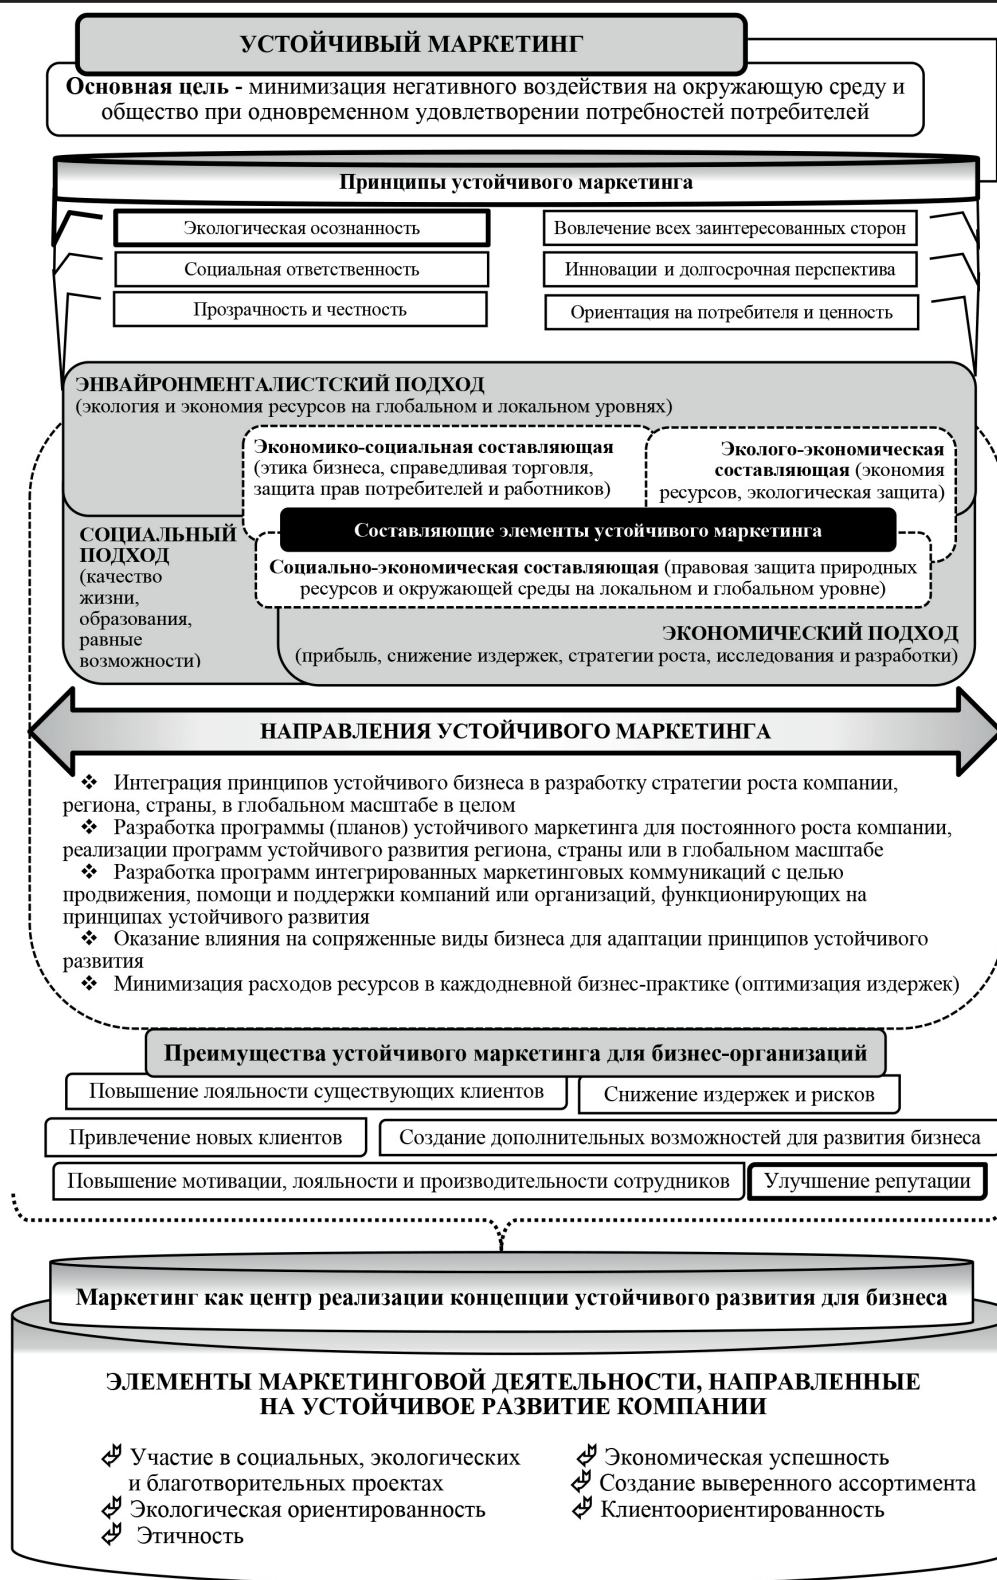 УСТОЙЧИВЫЙ МАРКЕТИНГ
Основная цель - минимизация негативного воздействия на окружающую среду и
общество при одновременном удовлетворении потребностей потребителей
Принципы устойчивого маркетинга
Экологическая осознанность
Социальная ответственность
Прозрачность и честность
Вовлечение всех заинтересованных сторон
Инновации и долгосрочная перспектива
Ориентация на потребителя и ценность
ЭНВАЙРОНМЕНТАЛИСТСКИЙ ПОДХОД
(экология и экономия ресурсов на глобальном и локальном уровнях)
Экономико-социальная составляющая
(этика бизнеса, справедливая торговля,
защита прав потребителей и работников)
Эколого-экономическая
составляющая (экономия
ресурсов, экологическая защита)
Составляющие элементы устойчивого маркетинга
СОЦИАЛЬНЫЙ
ПОДХОД
(качество
жизни,
образования,
равные
возможности)
Социально-экономическая составляющая (правовая защита природных
ресурсов и окружающей среды на локальном и глобальном уровне)
ЭКОНОМИЧЕСКИЙ ПОДХОД
(прибыль, снижение издержек, стратегии роста, исследования и разработки)
НАПРАВЛЕНИЯ УСТОЙЧИВОГО МАРКЕТИНГА
❖ Интеграция принципов устойчивого бизнеса в разработку стратегии роста компании,
региона, страны, в глобальном масштабе в целом
❖ Разработка программы (планов) устойчивого маркетинга для постоянного роста компании,
реализации программ устойчивого развития региона, страны или в глобальном масштабе
❖ Разработка программ интегрированных маркетинговых коммуникаций с целью
продвижения, помощи и поддержки компаний или организаций, функционирующих на
принципах устойчивого развития
❖ Оказание влияния на сопряженные виды бизнеса для адаптации принципов устойчивого
развития
❖ Минимизация расходов ресурсов в каждодневной бизнес-практике (оптимизация издержек)
Преимущества устойчивого маркетинга для бизнес-организаций
Повышение лояльности существующих клиентов
Снижение издержек и рисков
Привлечение новых клиентов
Создание дополнительных возможностей для развития бизнеса
Повышение мотивации, лояльности и производительности сотрудников
Улучшение репутации
Маркетинг как центр реализации концепции устойчивого развития для бизнеса
ЭЛЕМЕНТЫ МАРКЕТИНГОВОЙ ДЕЯТЕЛЬНОСТИ, НАПРАВЛЕННЫЕ
НА УСТОЙЧИВОЕ РАЗВИТИЕ КОМПАНИИ
Участие в социальных, экологических
и благотворительных проектах
Экологическая ориентированность
Этичность
Экономическая успешность
Создание выверенного ассортимента
Клиентоориентированность